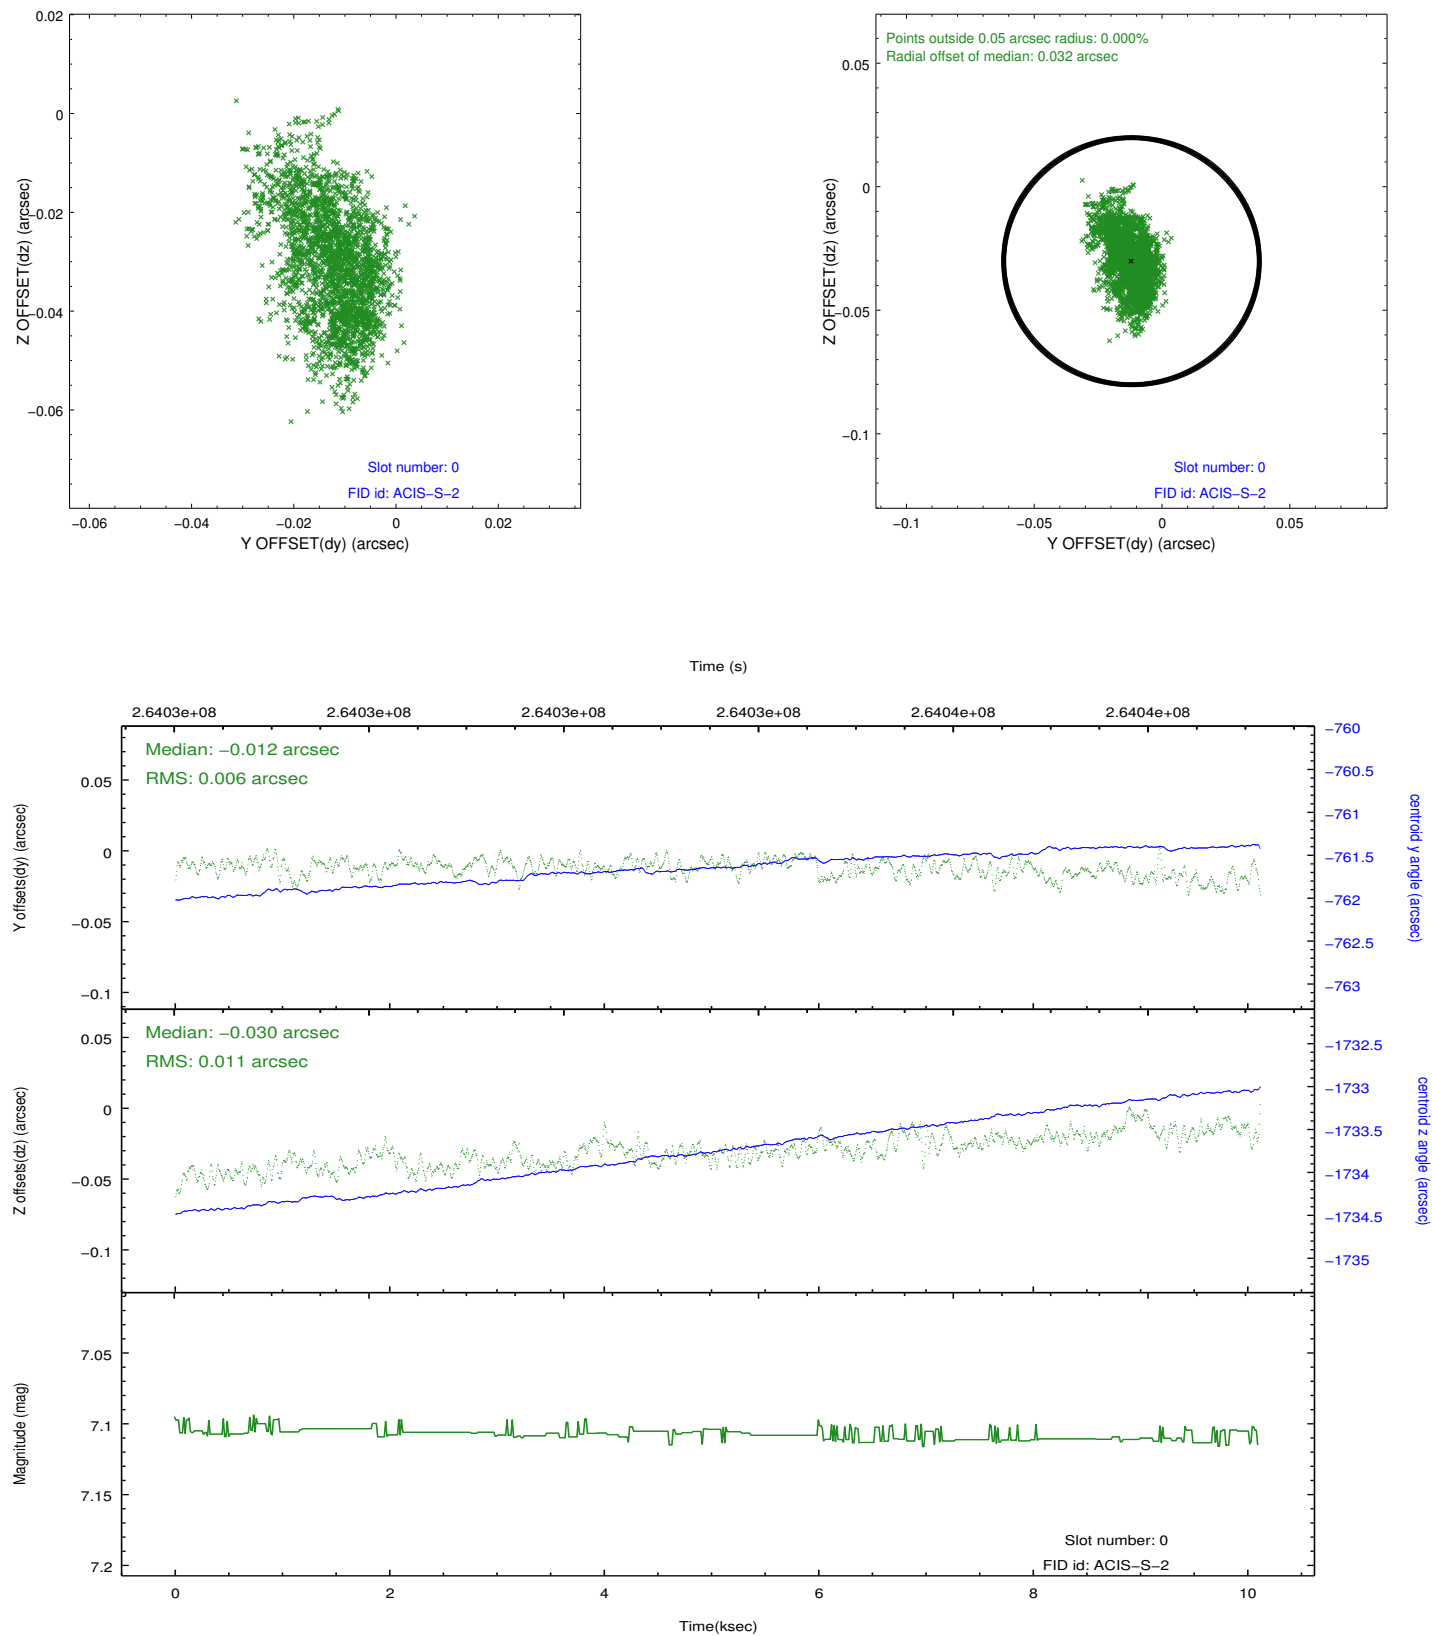 0.02
0
−0.02
−0.04
−0.06
Z OFFSET(dz) (arcsec)
Slot number: 0
FID id: ACIS−S−2
−0.06
−0.04
−0.02
0
0.02
Y OFFSET(dy) (arcsec)
Points outside 0.05 arcsec radius: 0.000%
Radial offset of median: 0.032 arcsec
0.05
0
−0.05
−0.1
Z OFFSET(dz) (arcsec)
Slot number: 0
FID id: ACIS−S−2
−0.1
−0.05
0
0.05
Y OFFSET(dy) (arcsec)
Time (s)
2.6403e+08
2.6403e+08
2.6403e+08
2.6403e+08
2.6404e+08
2.6404e+08
Median: −0.012 arcsec
RMS: 0.006 arcsec
0.05
0
−0.05
−0.1
Y offsets(dy) (arcsec)
−760
−760.5
−761
−761.5
−762
−762.5
−763
centroid y angle (arcsec)
Median: −0.030 arcsec
RMS: 0.011 arcsec
0.05
0
−0.05
−0.1
Z offsets(dz) (arcsec)
−1732.5
−1733
−1733.5
−1734
−1734.5
−1735
centroid z angle (arcsec)
7.05
7.1
7.15
7.2
Magnitude (mag)
Slot number: 0
FID id: ACIS−S−2
0
2
4
6
8
10
Time(ksec)